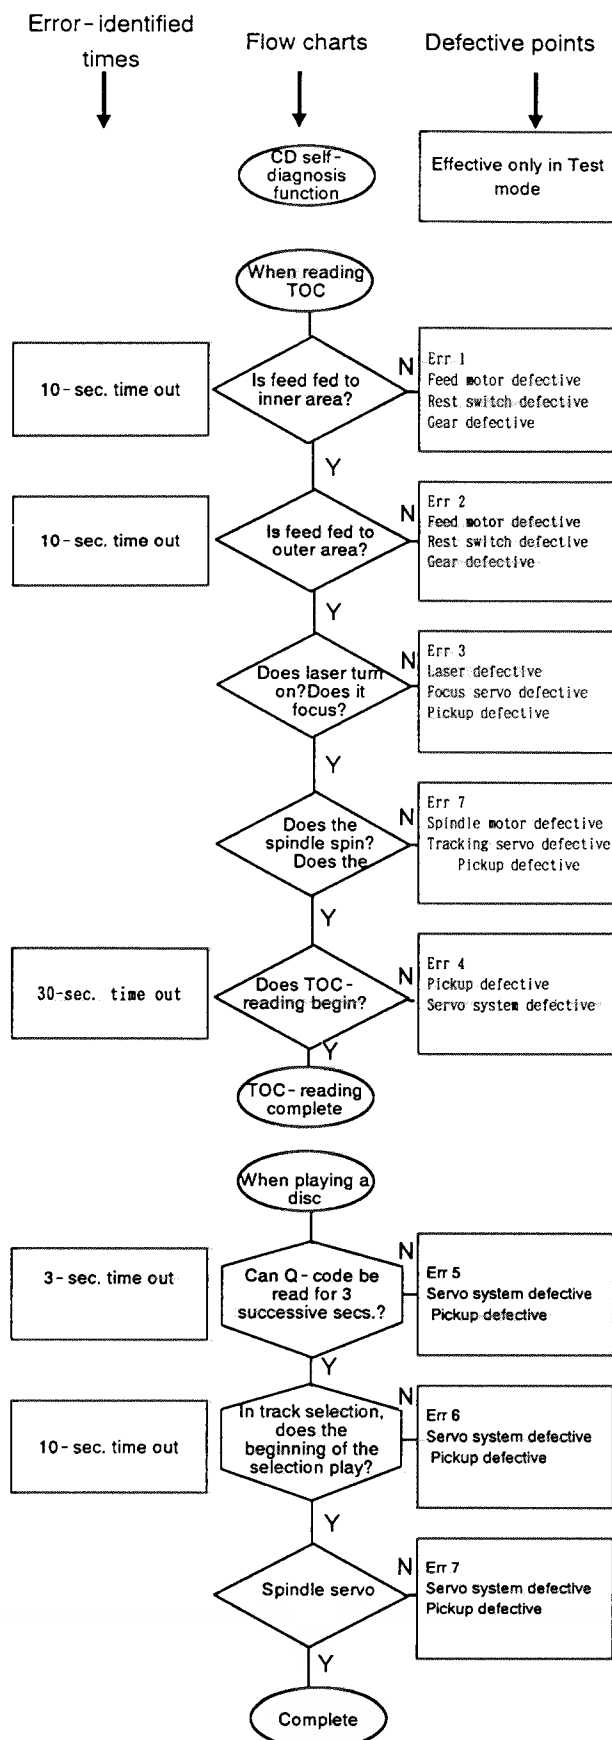 Error-identified
times
Flow charts
Defective points
CD self-
diagnosis
function
Effective only in Test
mode
When reading
TOC
10-sec. time out
Is feed fed to
inner area?
N
Err 1
Feed motor defective
Rest switch defective
Gear defective
Y
10-sec. time out
Is feed fed to
outer area?
N
Err 2
Feed motor defective
Rest switch defective
Gear defective
Y
Does laser turn
on?Does it
focus?
N
Err 3
Laser defective
Focus servo defective
Pickup defective
Y
Does the
spindle spin?
Does the
N
Err 7
Spindle motor defective
Tracking servo defective
Pickup defective
Y
30-sec. time out
Does TOC-
reading begin?
N
Err 4
Pickup defective
Servo system defective
Y
TOC-reading
complete
When playing a
disc
3-sec. time out
Can Q-code be
read for 3
successive secs.?
N
Err 5
Servo system defective
Pickup defective
Y
10-sec. time out
In track selection,
does the
beginning of the
selection play?
N
Err 6
Servo system defective
Pickup defective
Y
Spindle servo
N
Err 7
Servo system defective
Pickup defective
Y
Complete